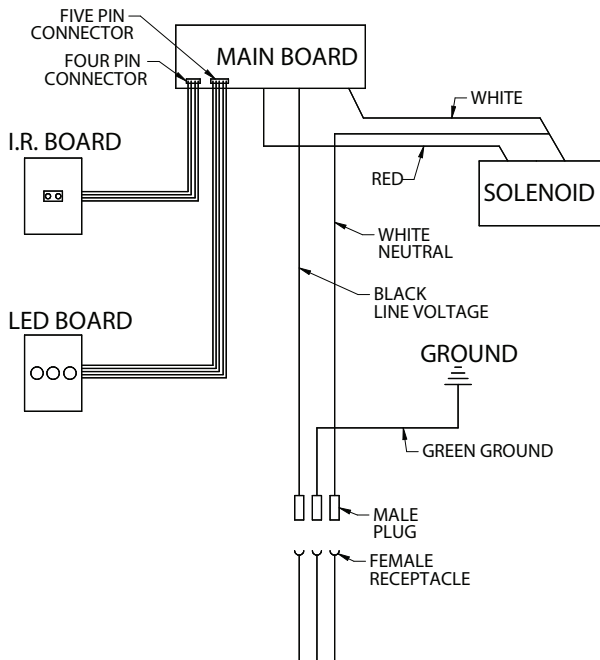 FIVE PIN
CONNECTOR
FOUR PIN
CONNECTOR
MAIN BOARD
WHITE
I.R. BOARD
RED
SOLENOID
WHITE
NEUTRAL
BLACK
LINE VOLTAGE
LED BOARD
GROUND
GREEN GROUND
MALE
PLUG
FEMALE
RECEPTACLE